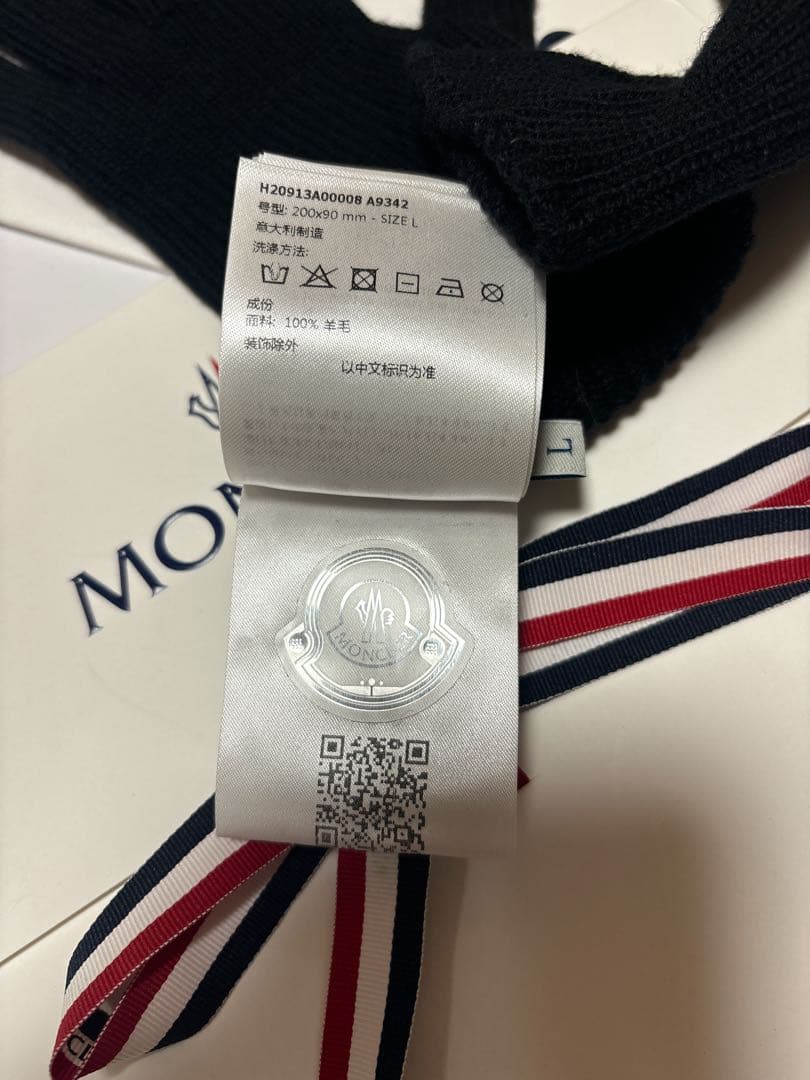 H20913A00008 A9342
号型: 200x90 mm - SIZE L
意大利制造
洗涤方法:
成份
面料: 100% 羊毛
装饰除外
以中文标识为准
L
MON
MONCLER